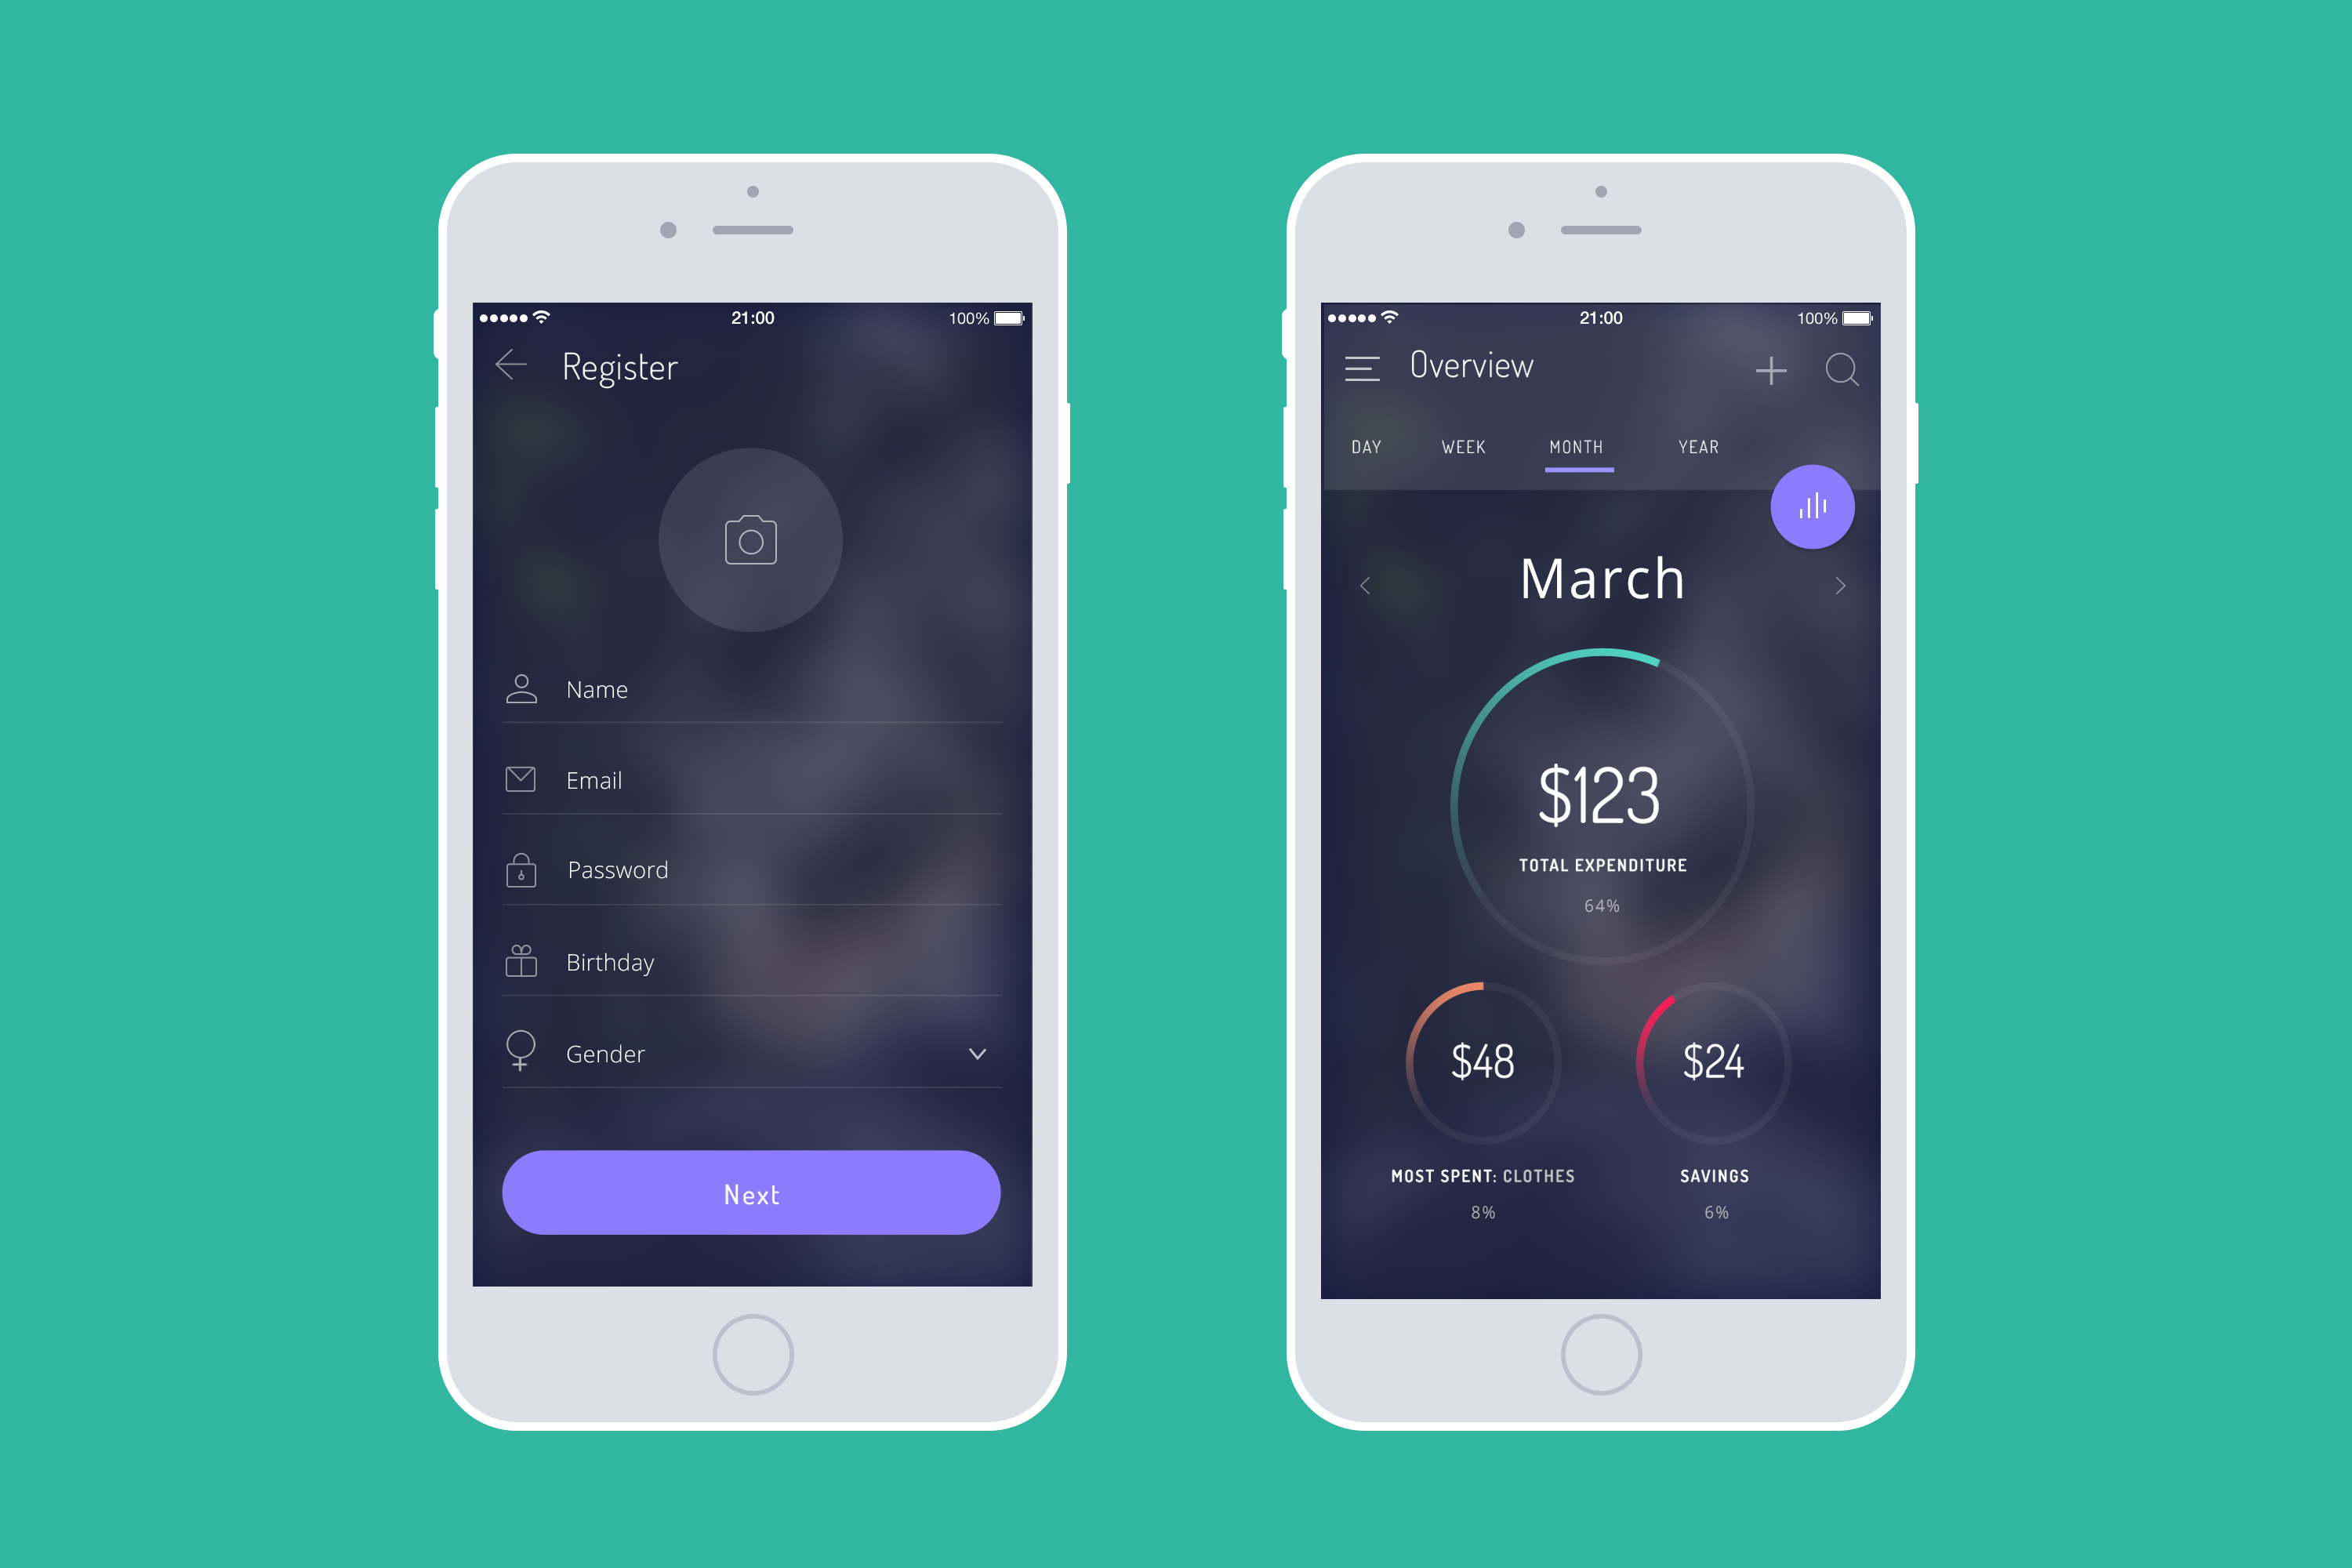 21:00
100%
Register
Name
Email
Password
Birthday
Gender
Next
21:00
100%
Overview
DAY WEEK MONTH YEAR
March
$123
TOTAL EXPENDITURE
64%
$48
$24
MOST SPENT: CLOTHES
SAVINGS
8%
6%